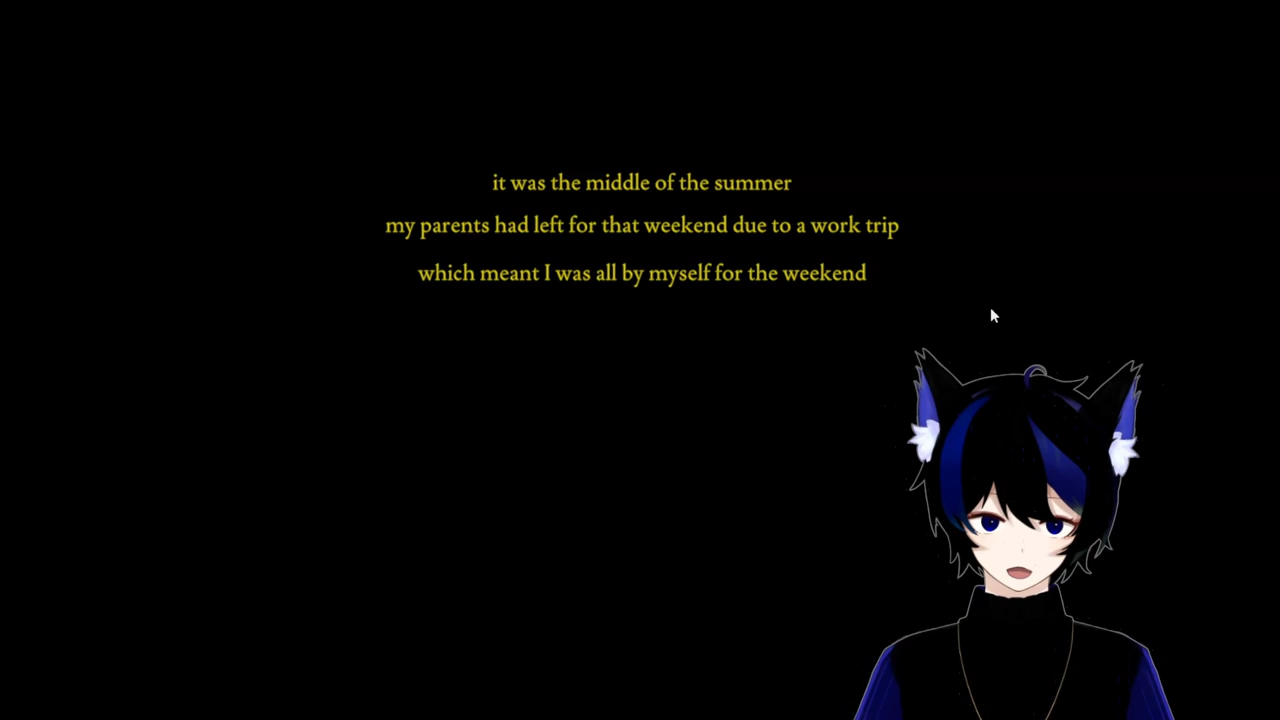 it was the middle of the summer
my parents had left for that weekend due to a work trip
which meant I was all by myself for the weekend